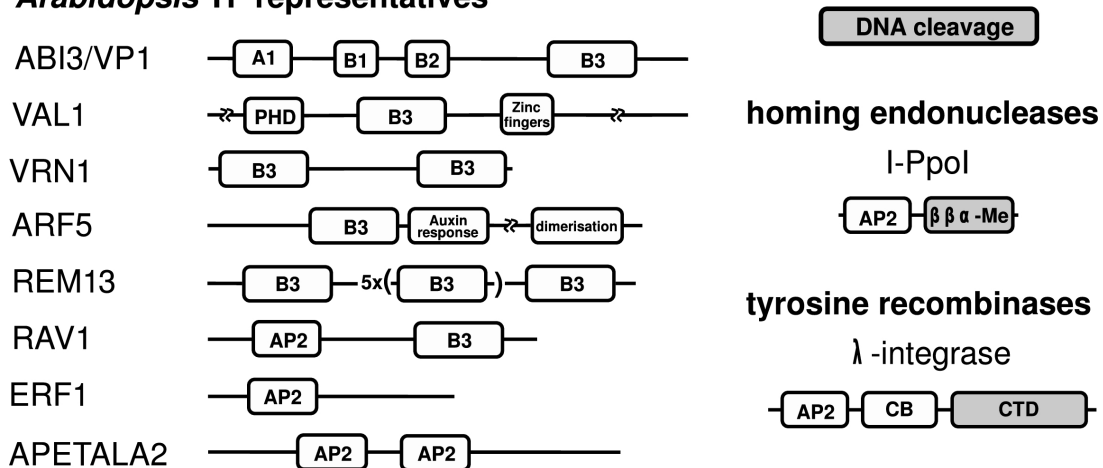 Arabidopsis TF representatives
ABI3/VP1 A1 B1 B2 B3
VAL1 PHD B3 Zinc fingers
VRN1 B3 B3
ARF5 B3 Auxin response dimerisation
REM13 B3 5x( B3 ) B3
RAV1 AP2 B3
ERF1 AP2
APETALA2 AP2 AP2
DNA cleavage
homing endonucleases
I-PpoI
AP2 ββα-Me
tyrosine recombinases
λ-integrase
AP2 CB CTD